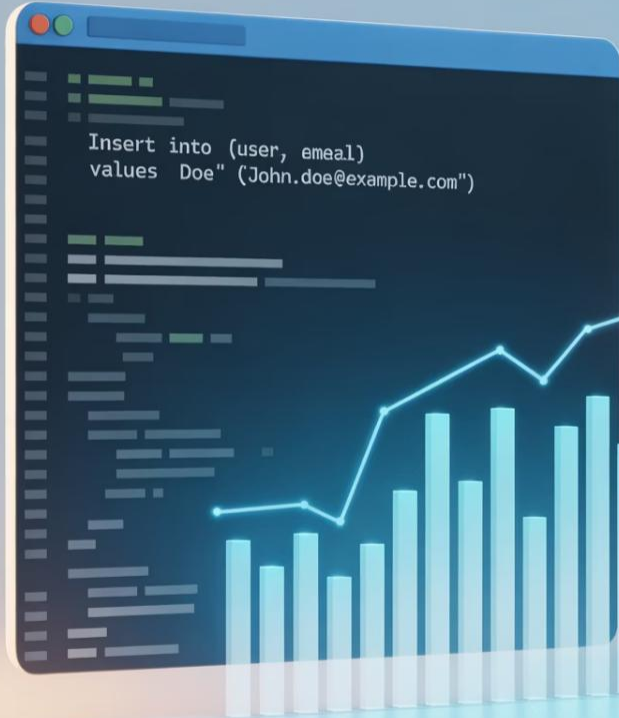 Insert into (user, emeal)
values Doe" (John.doe@example.com")